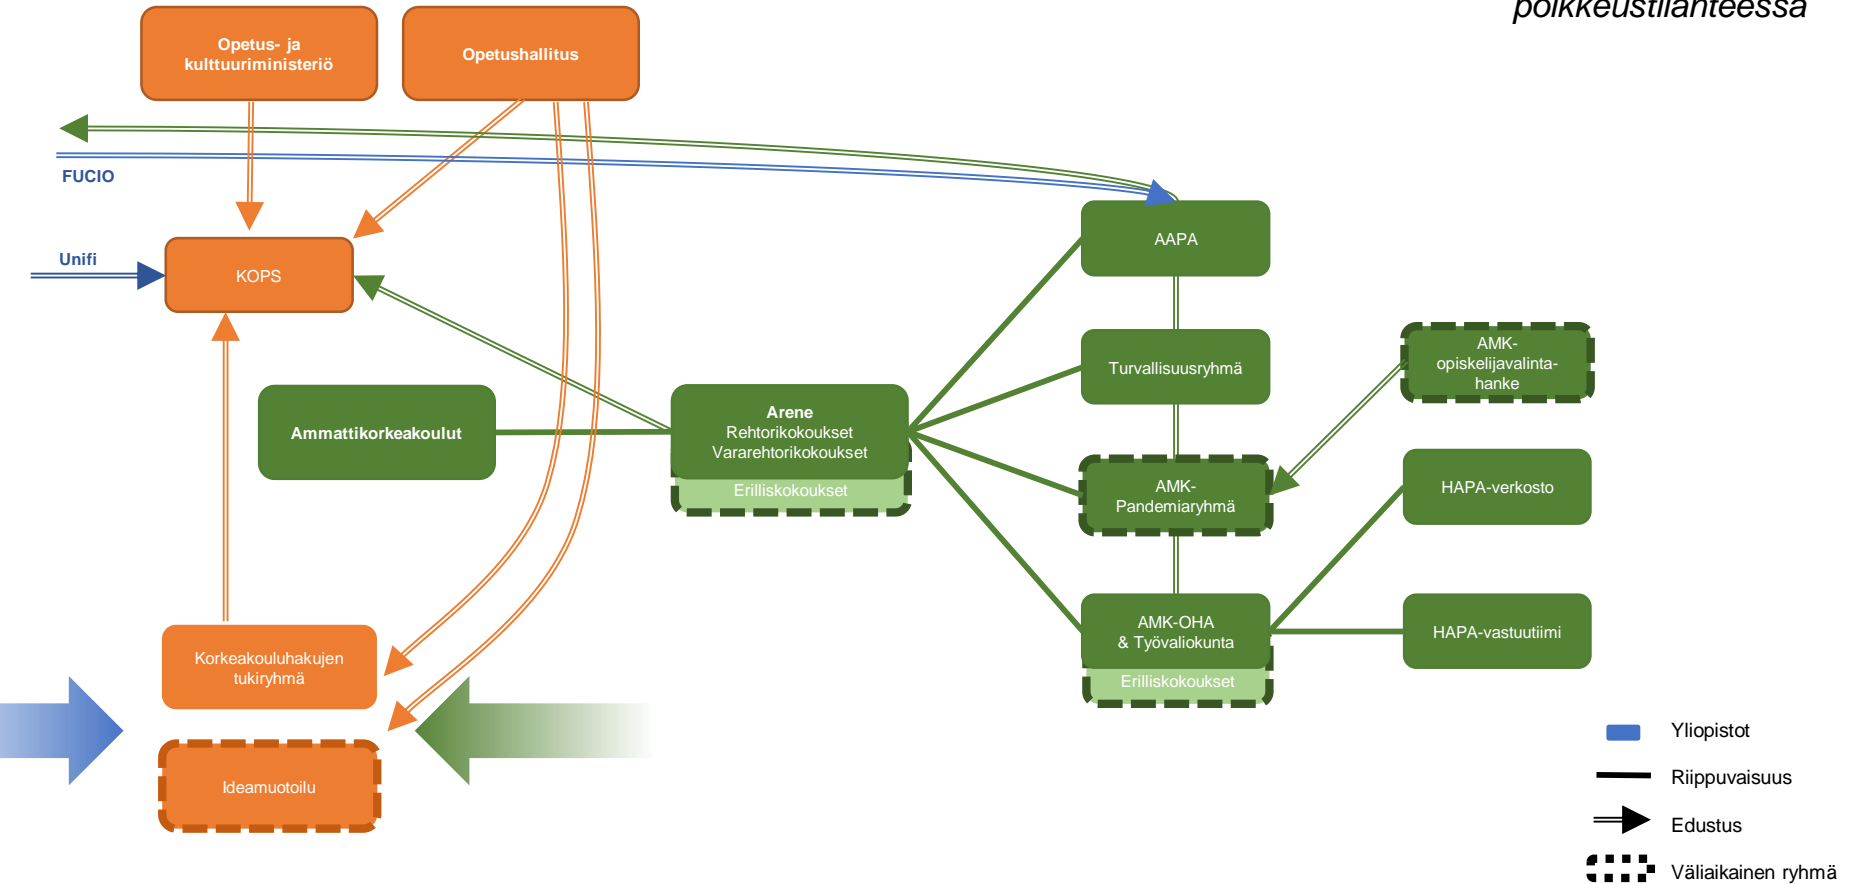 poikkeustilanteessa
Opetus- ja
kulttuuriministeriö
Opetushallitus
FUCIO
Unifi
KOPS
AAPA
Turvallisuusryhmä
AMK-
opiskelijavalinta-
hanke
Ammattikorkeakoulut
Arene
Rehtorikokoukset
Vararehtorikokoukset
Erilliskokoukset
AMK-
Pandemiaryhmä
HAPA-verkosto
AMK-OHA
& Työvaliokunta
Erilliskokoukset
HAPA-vastuutiimi
Korkeakouluhakujen
tukiryhmä
Ideamuotoilu
Yliopistot
Riippuvaisuus
Edustus
Väliaikainen ryhmä